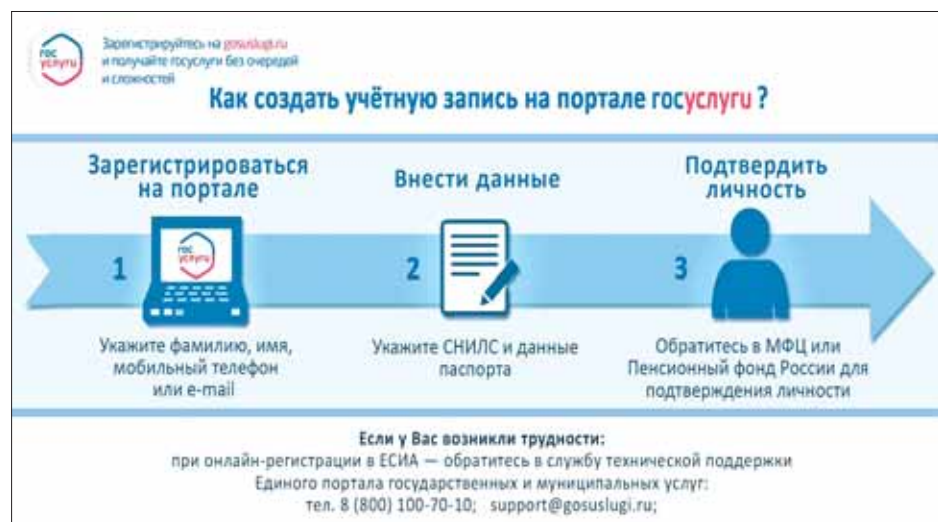 гос
услуги
Зарегистрируйтесь на gosuslugi.ru
и получайте госуслуги без очередей
и сложностей
Как создать учётную запись на портале госуслуги ?
Зарегистрироваться
на портале
1
гос
услуги
Укажите фамилию, имя,
мобильный телефон
или e-mail
Внести данные
2
Укажите СНИЛС и данные
паспорта
Подтвердить
личность
3
Обратитесь в МФЦ или
Пенсионный фонд России для
подтверждения личности
Если у Вас возникли трудности:
при онлайн-регистрации в ЕСИА — обратитесь в службу технической поддержки
Единого портала государственных и муниципальных услуг:
тел. 8 (800) 100-70-10; support@gosuslugi.ru;